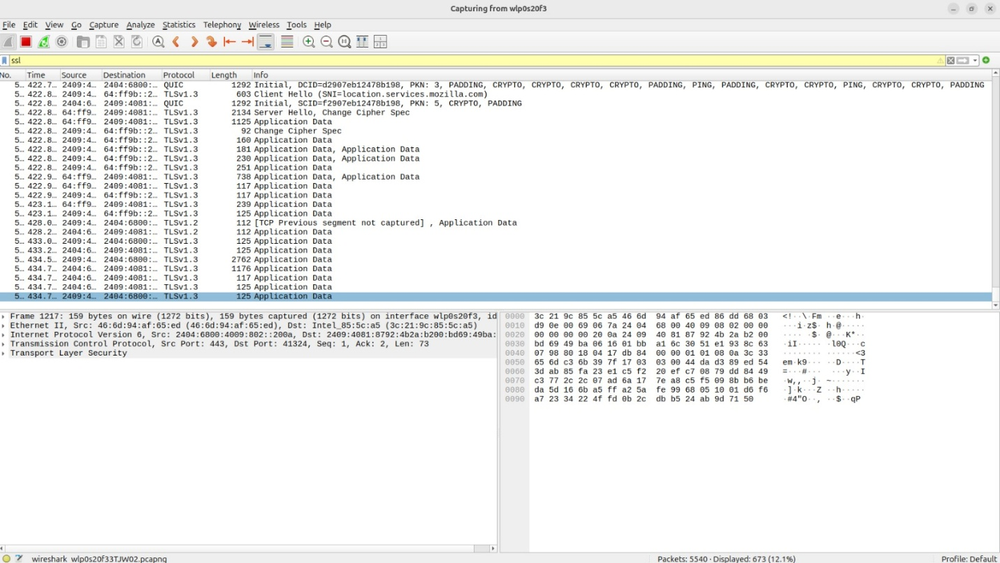 Capturing from wlp0s20f3
File Edit View Go Capture Analyze Statistics Telephony Wireless Tools Help
ssl
No. Time Source Destination Protocol Length Info
5… 422.7… 2409:4… 2404:6800:… QUIC 1292 Initial, DCID=d2907eb12478b198, PKN: 3, PADDING, CRYPTO, CRYPTO, CRYPTO, CRYPTO, PADDING, PING, PADDING, CRYPTO, CRYPTO, PING, CRYPTO, CRYPTO, PADDING
5… 422.8… 2409:4… 64:ff9b::2… TLSv1.3 603 Client Hello (SNI=location.services.mozilla.com)
5… 422.8… 2404:6… 2409:4081:… QUIC 1292 Initial, SCID=f2907eb12478b198, PKN: 5, CRYPTO, PADDING
5… 422.8… 64:ff9… 2409:4081:… TLSv1.3 2134 Server Hello, Change Cipher Spec
5… 422.8… 64:ff9… 2409:4081:… TLSv1.3 1125 Application Data
5… 422.8… 2409:4… 64:ff9b::2… TLSv1.3 92 Change Cipher Spec
5… 422.8… 2409:4… 64:ff9b::2… TLSv1.3 160 Application Data
5… 422.8… 2409:4… 64:ff9b::2… TLSv1.3 181 Application Data, Application Data
5… 422.8… 2409:4… 64:ff9b::2… TLSv1.3 230 Application Data, Application Data
5… 422.8… 2409:4… 64:ff9b::2… TLSv1.3 251 Application Data
5… 422.9… 64:ff9… 2409:4081:… TLSv1.3 738 Application Data, Application Data
5… 422.9… 64:ff9… 2409:4081:… TLSv1.3 117 Application Data
5… 422.9… 2409:4… 64:ff9b::2… TLSv1.3 117 Application Data
5… 423.1… 64:ff9… 2409:4081:… TLSv1.3 239 Application Data
5… 423.1… 2409:4… 64:ff9b::2… TLSv1.3 125 Application Data
5… 428.0… 2409:4… 2404:6800:… TLSv1.2 112 [TCP Previous segment not captured] , Application Data
5… 428.2… 2404:6… 2409:4081:… TLSv1.2 112 Application Data
5… 433.0… 2409:4… 2404:6800:… TLSv1.3 125 Application Data
5… 433.2… 2404:6… 2409:4081:… TLSv1.3 125 Application Data
5… 434.5… 2409:4… 2404:6800:… TLSv1.3 2762 Application Data
5… 434.7… 2404:6… 2409:4081:… TLSv1.3 1176 Application Data
5… 434.7… 2404:6… 2409:4081:… TLSv1.3 117 Application Data
5… 434.7… 2404:6… 2409:4081:… TLSv1.3 125 Application Data
5… 434.7… 2409:4… 2404:6800:… TLSv1.3 125 Application Data
Frame 1217: 159 bytes on wire (1272 bits), 159 bytes captured (1272 bits) on interface wlp0s20f3, id
Ethernet II, Src: 46:6d:94:af:65:ed (46:6d:94:af:65:ed), Dst: Intel_85:5c:a5 (3c:21:9c:85:5c:a5)
Internet Protocol Version 6, Src: 2404:6800:4009:802::200a, Dst: 2409:4081:8792:4b2a:b200:bd69:49ba:
Transmission Control Protocol, Src Port: 443, Dst Port: 41324, Seq: 1, Ack: 2, Len: 73
Transport Layer Security
0000 3c 21 9c 85 5c a5 46 6d 94 af 65 ed 86 dd 68 03 <!··\·Fm ··e···h·
0010 d9 0e 00 69 06 7a 24 04 68 00 40 09 08 02 00 00 ···i·z$· h·@·····
0020 00 00 00 00 20 0a 24 09 40 81 87 92 4b 2a b2 00 ···· ·$· @···K*··
0030 bd 69 49 ba 06 16 01 bb a1 6c 30 51 e1 93 8c 63 ·iI····· ·l0Q···c
0040 07 98 80 18 04 17 db 84 00 00 01 01 08 0a 3c 33 ········ ······<3
0050 65 6d c3 6b 39 7f 17 03 03 00 44 da d3 89 ed 54 em·k9··· ··D····T
0060 3d ab 85 fa 23 e1 c5 f2 20 ef c7 08 79 dd 84 49 =···#··· ···y··I
0070 c3 77 2c 2c 07 ad 6a 17 7e a8 c5 f5 09 8b b6 be ·w,,··j· ~·······
0080 da 5d 16 6b a5 ff a2 5a fe 99 68 05 10 01 d6 f6 ·]·k···Z ··h·····
0090 a7 23 34 22 4f fd 0b 2c db b5 24 ab 9d 71 50 ·#4"O··, ··$··qP
wireshark_wlp0s20f33TJW02.pcapng
Packets: 5540 · Displayed: 673 (12.1%)
Profile: Default